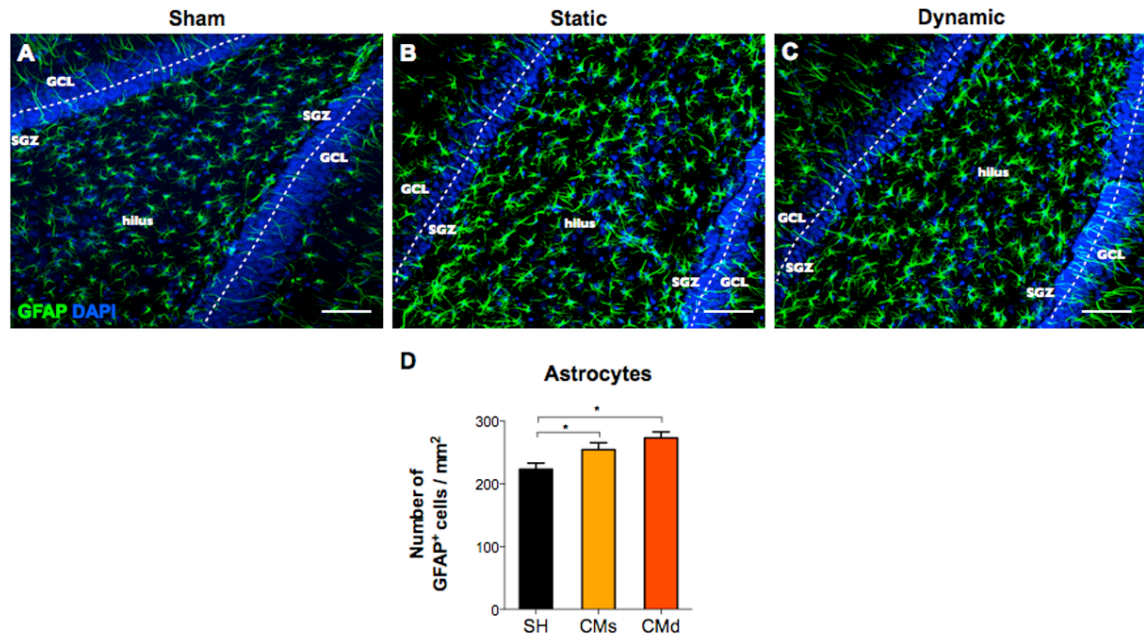 Sham
Static
Dynamic
A
GCL
SGZ
SGZ
GCL
hilus
GFAP DAPI
B
GCL
SGZ
hilus
SGZ
GCL
C
hilus
GCL
SGZ
GCL
SGZ
D
Astrocytes
Number of
GFAP⁺ cells / mm²
300
200
100
0
*
*
SH
CMs
CMd